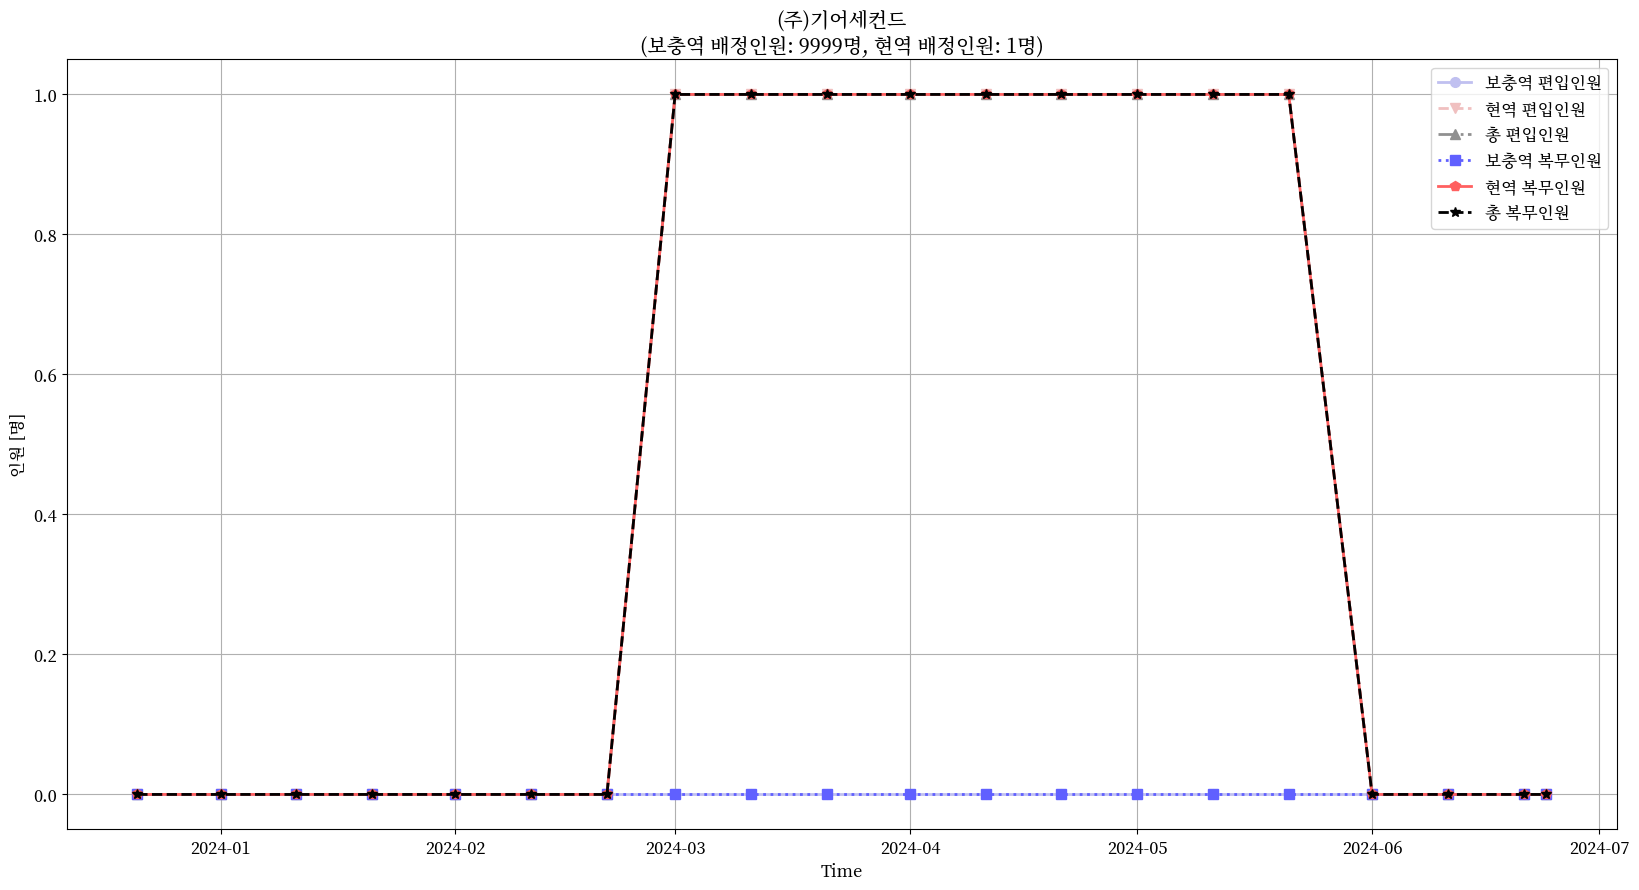 (주)기어세컨드
(보충역 배정인원: 9999명, 현역 배정인원: 1명)
보충역 편입인원
현역 편입인원
총 편입인원
보충역 복무인원
현역 복무인원
총 복무인원
인원 [명]
1.0
0.8
0.6
0.4
0.2
0.0
2024-01 2024-02 2024-03 2024-04 2024-05 2024-06 2024-07
Time